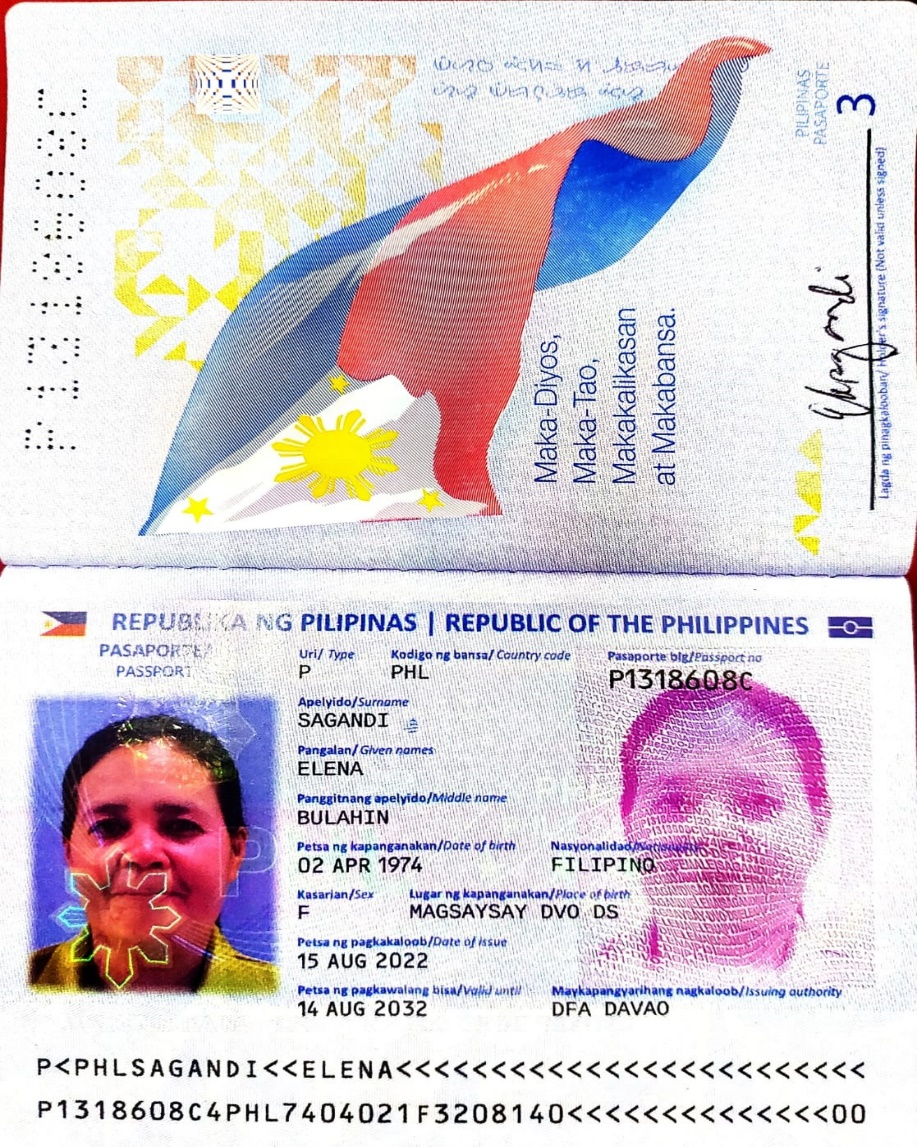 P1318608C
PILIPINAS
PASAPORTE
3
Maka-Diyos,
Maka-Tao,
Makakalikasan
at Makabansa.
Lagda ng pinagkalooban/ Holder's signature (Not valid unless signed)
REPUBLIKA NG PILIPINAS | REPUBLIC OF THE PHILIPPINES
PASAPORTE/
PASSPORT
Uri/ Type
Kodigo ng bansa/ Country code
Pasaporte blg/Passport no
P
PHL
P1318608C
Apelyido/Surname
SAGANDI
Pangalan/ Given names
ELENA
Panggitnang apelyido/Middle name
BULAHIN
Petsa ng kapanganakan/Date of birth
Nasyonalidad/Nationality
02 APR 1974
FILIPINO
Kasarian/Sex
Lugar ng kapanganakan/Place of birth
F
MAGSAYSAY DVO DS
Petsa ng pagkakaloob/Date of issue
15 AUG 2022
Petsa ng pagkawalang bisa/Valid until
Maykapangyarihang nagkaloob/Issuing authority
14 AUG 2032
DFA DAVAO
P<PHLSAGANDI<<ELENA<<<<<<<<<<<<<<<<<<<<<<<<<
P1318608C4PHL7404021F3208140<<<<<<<<<<<<<<00